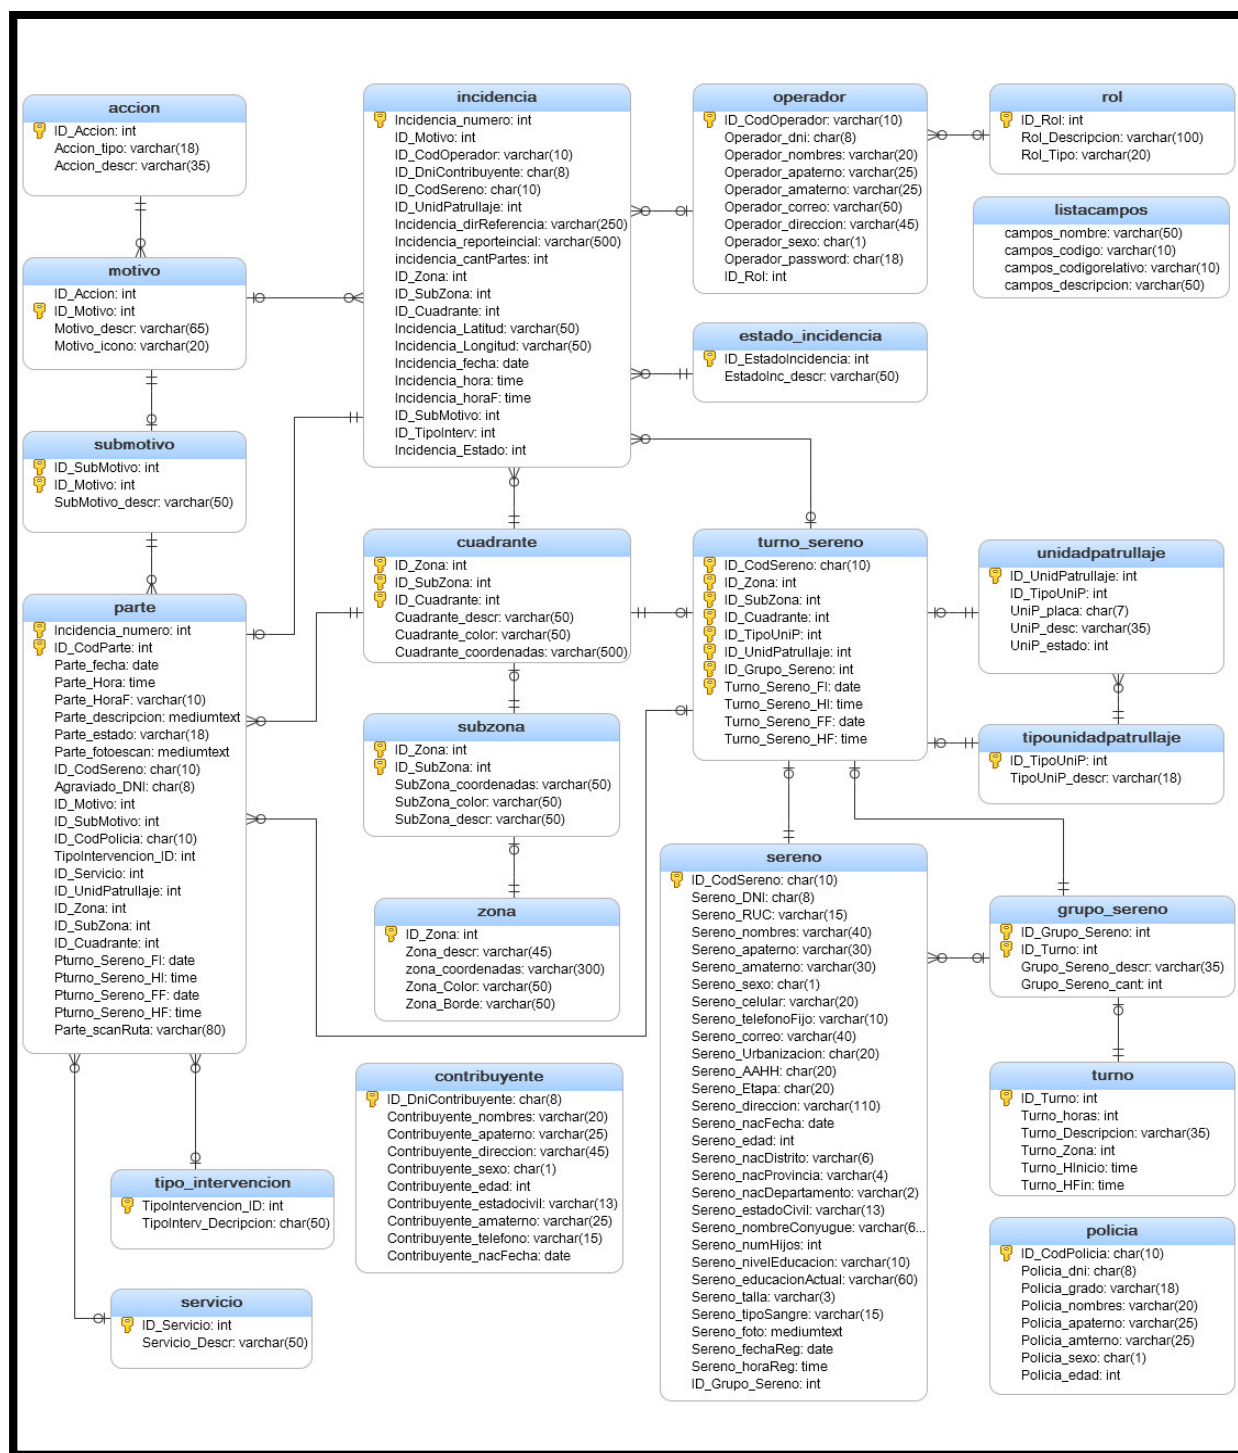 accion
ID_Accion: int
Accion_tipo: varchar(18)
Accion_descr: varchar(35)
motivo
ID_Accion: int
ID_Motivo: int
Motivo_descr: varchar(65)
Motivo_icono: varchar(20)
submotivo
ID_SubMotivo: int
ID_Motivo: int
SubMotivo_descr: varchar(50)
parte
Incidencia_numero: int
ID_CodParte: int
Parte_fecha: date
Parte_Hora: time
Parte_HoraF: varchar(10)
Parte_descripcion: mediumtext
Parte_estado: varchar(18)
Parte_fotoescan: mediumtext
ID_CodSereno: char(10)
Agraviado_DNI: char(8)
ID_Motivo: int
ID_SubMotivo: int
ID_CodPolicia: char(10)
TipoIntervencion_ID: int
ID_Servicio: int
ID_UnidPatrullaje: int
ID_Zona: int
ID_SubZona: int
ID_Cuadrante: int
Pturno_Sereno_FI: date
Pturno_Sereno_HI: time
Pturno_Sereno_FF: date
Pturno_Sereno_HF: time
Parte_scanRuta: varchar(80)
tipo_intervencion
TipoIntervencion_ID: int
TipoInterv_Decripcion: char(50)
servicio
ID_Servicio: int
Servicio_Descr: varchar(50)
incidencia
Incidencia_numero: int
ID_Motivo: int
ID_CodOperador: varchar(10)
ID_DniContribuyente: char(8)
ID_CodSereno: char(10)
ID_UnidPatrullaje: int
Incidencia_dirReferencia: varchar(250)
Incidencia_reporteincial: varchar(500)
incidencia_cantPartes: int
ID_Zona: int
ID_SubZona: int
ID_Cuadrante: int
Incidencia_Latitud: varchar(50)
Incidencia_Longitud: varchar(50)
Incidencia_fecha: date
Incidencia_hora: time
Incidencia_horaF: time
ID_SubMotivo: int
ID_TipoInterv: int
Incidencia_Estado: int
cuadrante
ID_Zona: int
ID_SubZona: int
ID_Cuadrante: int
Cuadrante_descr: varchar(50)
Cuadrante_color: varchar(50)
Cuadrante_coordenadas: varchar(500)
subzona
ID_Zona: int
ID_SubZona: int
SubZona_coordenadas: varchar(50)
SubZona_color: varchar(50)
SubZona_descr: varchar(50)
zona
ID_Zona: int
Zona_descr: varchar(45)
zona_coordenadas: varchar(300)
Zona_Color: varchar(50)
Zona_Borde: varchar(50)
contribuyente
ID_DniContribuyente: char(8)
Contribuyente_nombres: varchar(20)
Contribuyente_apaterno: varchar(25)
Contribuyente_direccion: varchar(45)
Contribuyente_sexo: char(1)
Contribuyente_edad: int
Contribuyente_estadocivil: varchar(13)
Contribuyente_amaterno: varchar(25)
Contribuyente_telefono: varchar(15)
Contribuyente_nacFecha: date
operador
ID_CodOperador: varchar(10)
Operador_dni: char(8)
Operador_nombres: varchar(20)
Operador_apaterno: varchar(25)
Operador_amaterno: varchar(25)
Operador_correo: varchar(50)
Operador_direccion: varchar(45)
Operador_sexo: char(1)
Operador_password: char(18)
ID_Rol: int
estado_incidencia
ID_EstadoIncidencia: int
EstadoInc_descr: varchar(50)
turno_sereno
ID_CodSereno: char(10)
ID_Zona: int
ID_SubZona: int
ID_Cuadrante: int
ID_TipoUniP: int
ID_UnidPatrullaje: int
ID_Grupo_Sereno: int
Turno_Sereno_FI: date
Turno_Sereno_HI: time
Turno_Sereno_FF: date
Turno_Sereno_HF: time
sereno
ID_CodSereno: char(10)
Sereno_DNI: char(8)
Sereno_RUC: varchar(15)
Sereno_nombres: varchar(40)
Sereno_apaterno: varchar(30)
Sereno_amaterno: varchar(30)
Sereno_sexo: char(1)
Sereno_celular: varchar(20)
Sereno_telefonoFijo: varchar(10)
Sereno_correo: varchar(40)
Sereno_Urbanizacion: char(20)
Sereno_AAHH: char(20)
Sereno_Etapa: char(20)
Sereno_direccion: varchar(110)
Sereno_nacFecha: date
Sereno_edad: int
Sereno_nacDistrito: varchar(6)
Sereno_nacProvincia: varchar(4)
Sereno_nacDepartamento: varchar(2)
Sereno_estadoCivil: varchar(13)
Sereno_nombreConyugue: varchar(6...
Sereno_numHijos: int
Sereno_nivelEducacion: varchar(10)
Sereno_educacionActual: varchar(60)
Sereno_talla: varchar(3)
Sereno_tipoSangre: varchar(15)
Sereno_foto: mediumtext
Sereno_fechaReg: date
Sereno_horaReg: time
ID_Grupo_Sereno: int
rol
ID_Rol: int
Rol_Descripcion: varchar(100)
Rol_Tipo: varchar(20)
listacampos
campos_nombre: varchar(50)
campos_codigo: varchar(10)
campos_codigorelativo: varchar(10)
campos_descripcion: varchar(50)
unidadpatrullaje
ID_UnidPatrullaje: int
ID_TipoUniP: int
UniP_placa: char(7)
UniP_desc: varchar(35)
UniP_estado: int
tipounidadpatrullaje
ID_TipoUniP: int
TipoUniP_descr: varchar(18)
grupo_sereno
ID_Grupo_Sereno: int
ID_Turno: int
Grupo_Sereno_descr: varchar(35)
Grupo_Sereno_cant: int
turno
ID_Turno: int
Turno_horas: int
Turno_Descripcion: varchar(35)
Turno_Zona: int
Turno_HInicio: time
Turno_HFin: time
policia
ID_CodPolicia: char(10)
Policia_dni: char(8)
Policia_grado: varchar(18)
Policia_nombres: varchar(20)
Policia_apaterno: varchar(25)
Policia_amterno: varchar(25)
Policia_sexo: char(1)
Policia_edad: int